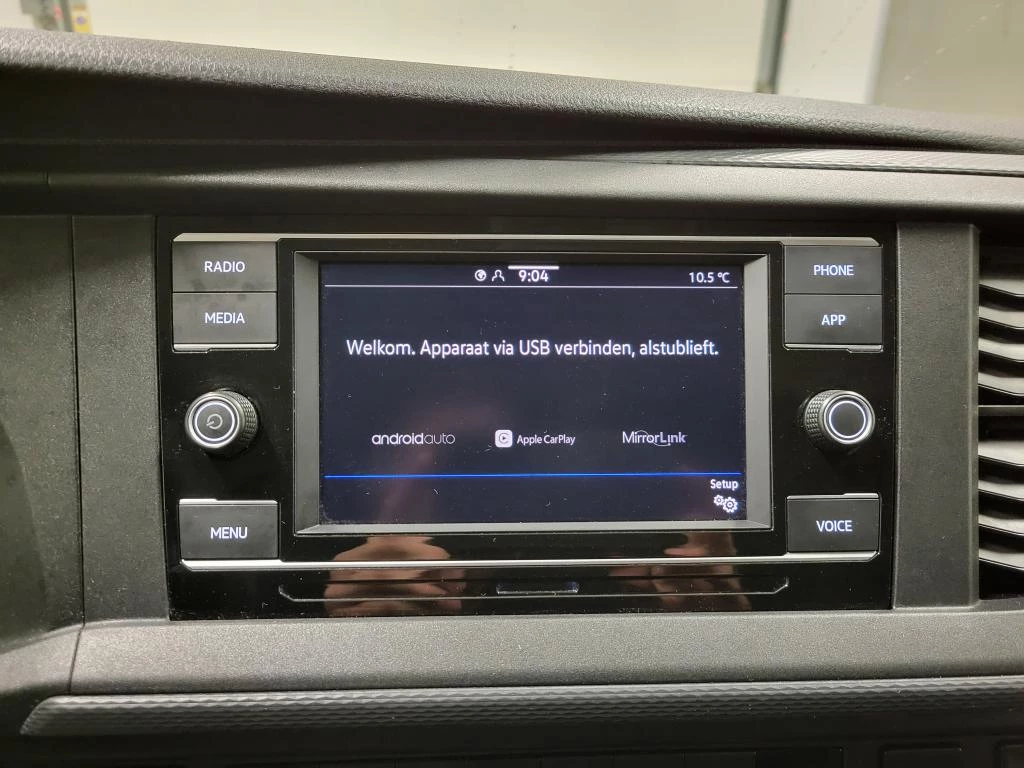 RADIO
MEDIA
MENU
9:04
10.5 °C
Welkom. Apparaat via USB verbinden, alstublieft.
androidauto
Apple CarPlay
MirrorLink
Setup
PHONE
APP
VOICE